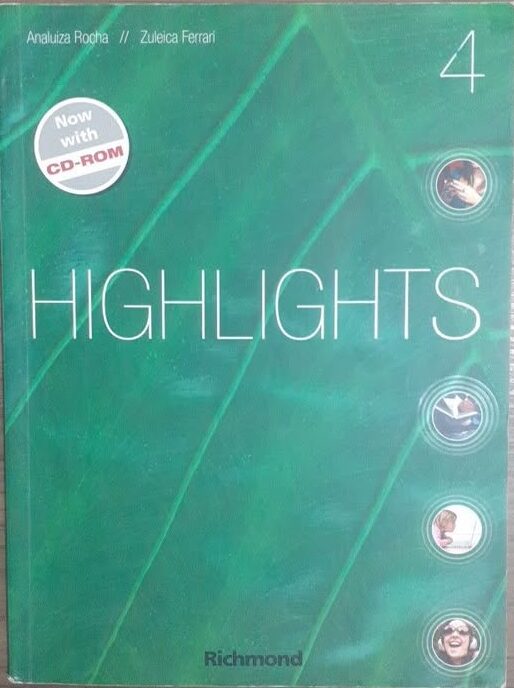 Analuiza Rocha // Zuleica Ferrari
4
Now
with
CD-ROM
HIGHLIGHTS
Richmond